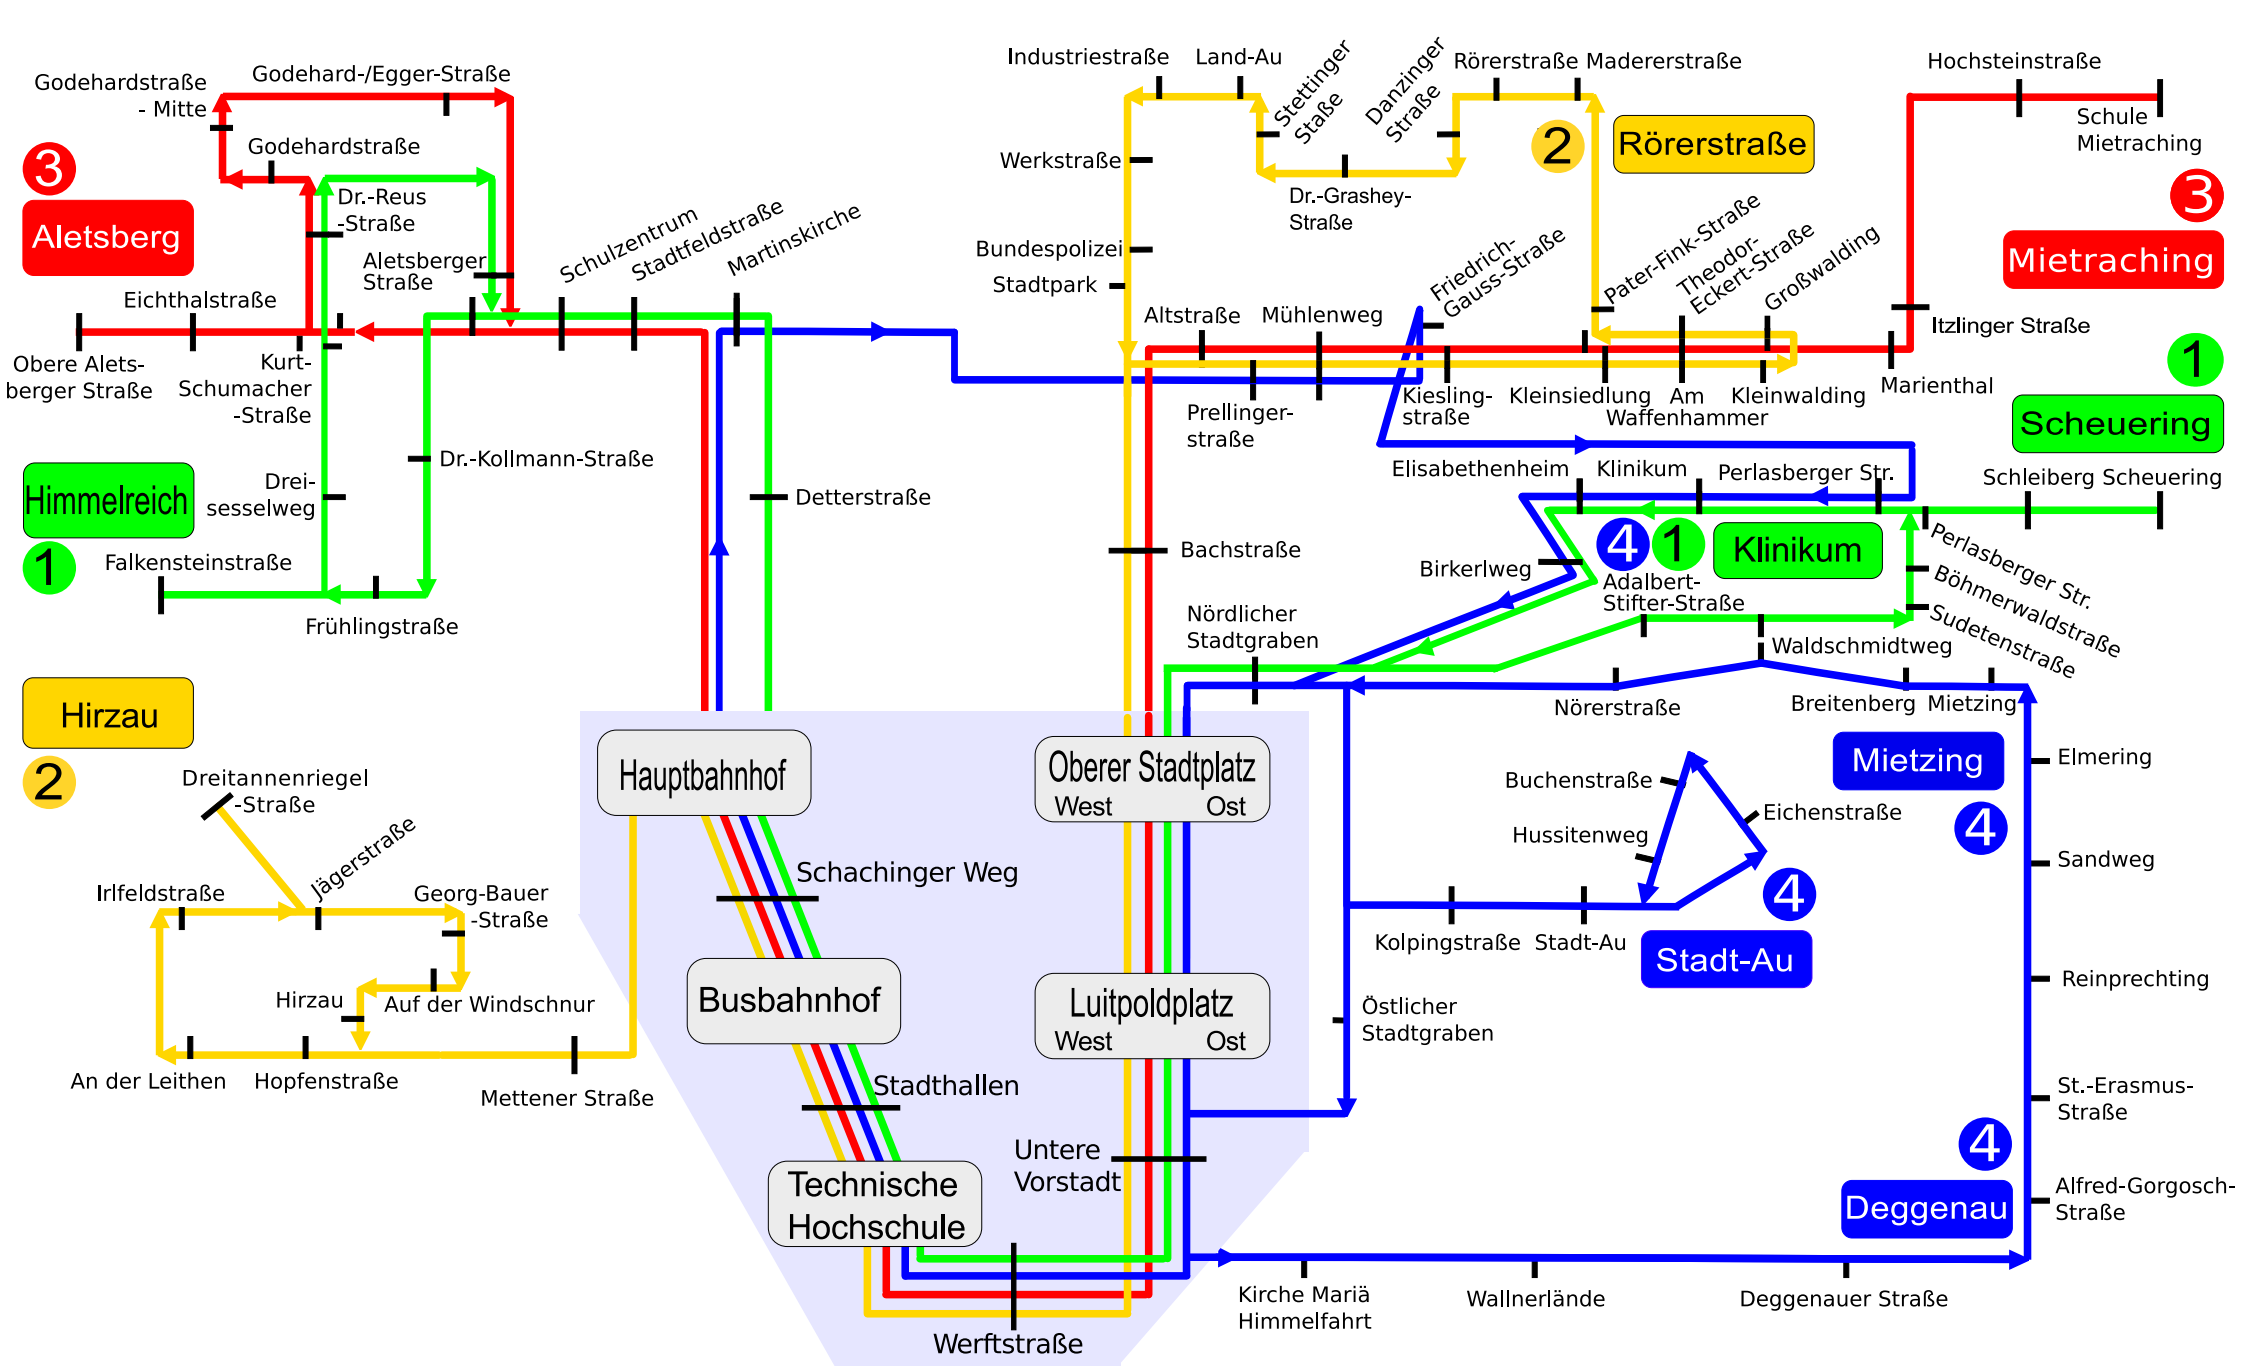 Industriestraße
Land-Au
Stettinger
Staße
Danzinger
Straße
Rörerstraße
Madererstraße
Hochsteinstraße
Godehardstraße
- Mitte
Godehard-/Egger-Straße
Schule
Mietraching
2
Rörerstraße
3
Godehardstraße
Werkstraße
Dr.-Grashey-
Straße
3
Mietraching
Aletsberg
Dr.-Reus
-Straße
Aletsberger
Straße
Schulzentrum
Stadtfeldstraße
Martinskirche
Bundespolizei
Stadtpark
Friedrich-
Gauss-Straße
Pater-Fink-Straße
Theodor-
Eckert-Straße
Großwalding
Eichthalstraße
Altstraße
Mühlenweg
Itzlinger Straße
1
Scheuering
Obere Alets-
berger Straße
Kurt-
Schumacher
-Straße
Prellinger-
straße
Kiesling-
straße
Kleinsiedlung
Am
Waffenhammer
Kleinwalding
Marienthal
Himmelreich
1
Dr.-Kollmann-Straße
Drei-
sesselweg
Detterstraße
Elisabethenheim
Klinikum
Perlasberger Str.
Schleiberg
Scheuering
4
1
Klinikum
Falkensteinstraße
Frühlingstraße
Bachstraße
Birkerlweg
Adalbert-
Stifter-Straße
Perlasberger Str.
Böhmerwaldstraße
Sudetenstraße
Nördlicher
Stadtgraben
Waldschmidtweg
Nörerstraße
Breitenberg
Mietzing
Hirzau
2
Dreitannenriegel
-Straße
Hauptbahnhof
Oberer Stadtplatz
West
Ost
Mietzing
4
Elmering
Buchenstraße
Eichenstraße
Hussitenweg
Sandweg
Irlfeldstraße
Jägerstraße
Georg-Bauer
-Straße
Schachinger Weg
4
Stadt-Au
Kolpingstraße
Stadt-Au
Hirzau
Auf der Windschnur
Busbahnhof
Luitpoldplatz
West
Ost
Östlicher
Stadtgraben
Reinprechting
An der Leithen
Hopfenstraße
Mettener Straße
Stadthallen
St.-Erasmus-
Straße
Untere
Vorstadt
Technische
Hochschule
4
Deggenau
Alfred-Gorgosch-
Straße
Werftstraße
Kirche Mariä
Himmelfahrt
Wallnerlände
Deggenauer Straße